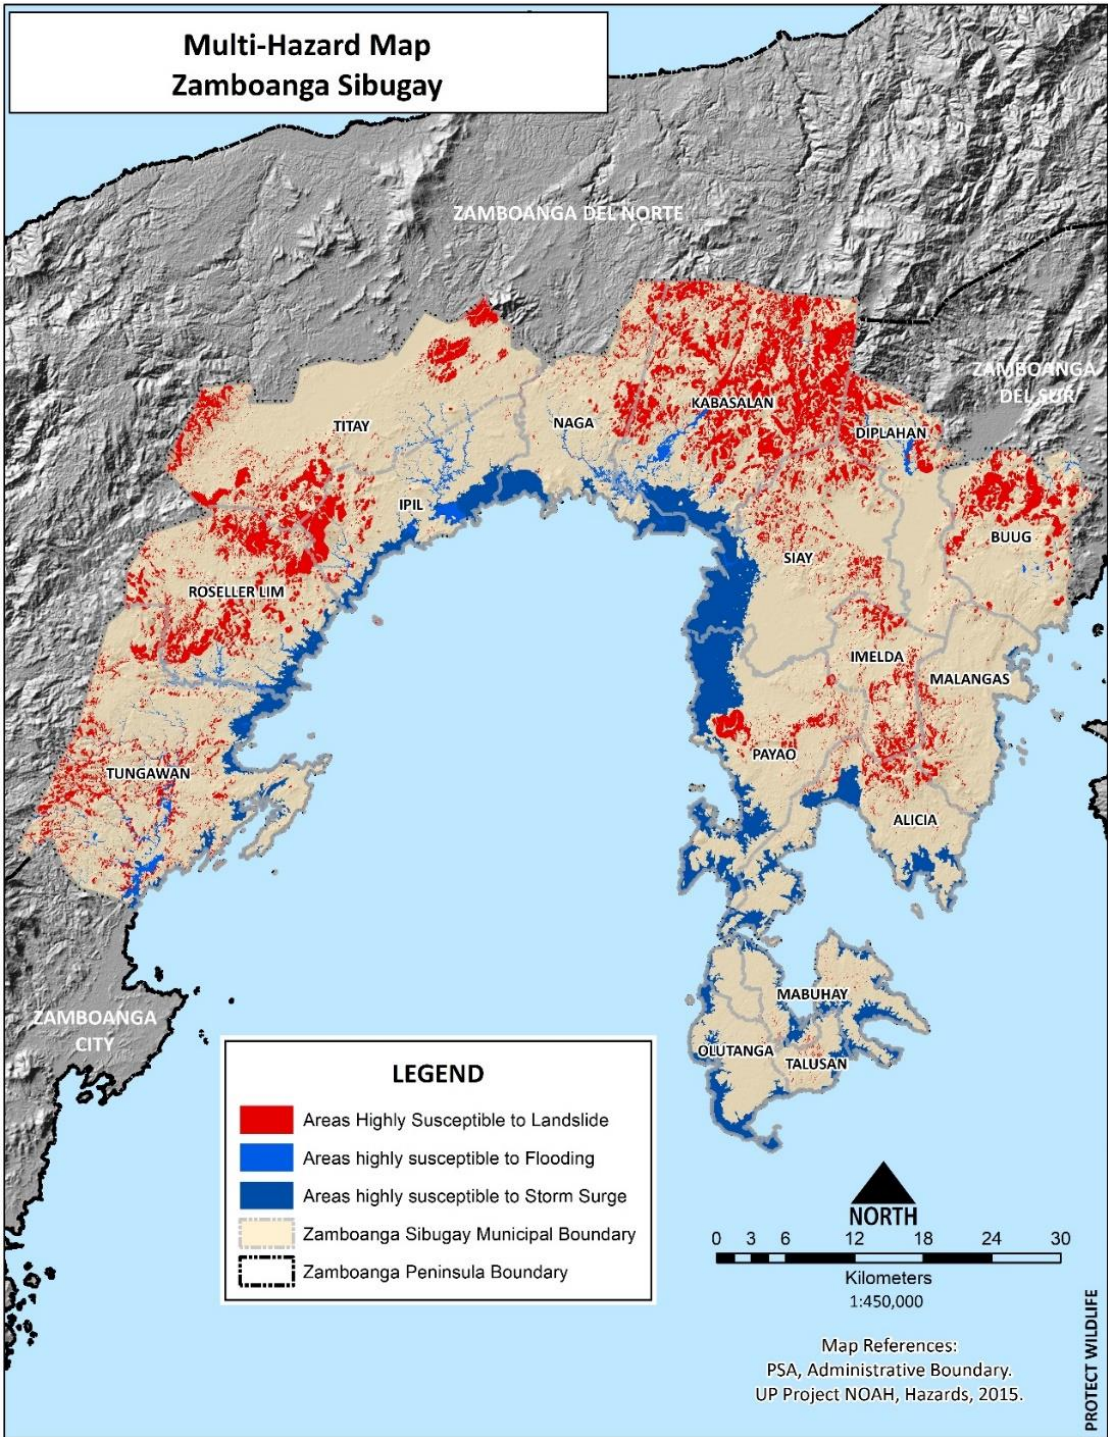 Multi-Hazard Map
Zamboanga Sibugay
ZAMBOANGA DEL NORTE
ZAMBOANGA
DEL SUR
KABASALAN
TITAY
NAGA
DIPLAHAN
IPIL
BUUG
SIAY
ROSELLER LIM
IMELDA
MALANGAS
PAYAO
TUNGAWAN
ALICIA
MABUHAY
ZAMBOANGA
CITY
OLUTANGA
TALUSAN
LEGEND
Areas Highly Susceptible to Landslide
Areas highly susceptible to Flooding
Areas highly susceptible to Storm Surge
Zamboanga Sibugay Municipal Boundary
Zamboanga Peninsula Boundary
NORTH
0 3 6 12 18 24 30
Kilometers
1:450,000
Map References:
PSA, Administrative Boundary.
UP Project NOAH, Hazards, 2015.
PROTECT WILDLIFE